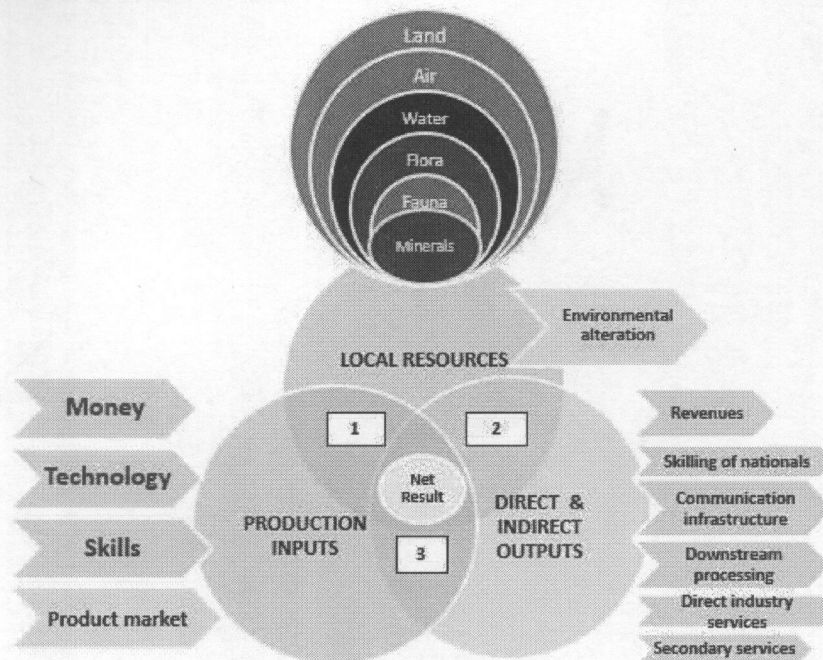 Land
Air
Water
Flora
Fauna
Minerals
Environmental
alteration
LOCAL RESOURCES
Money
Technology
Skills
Product market
1
2
3
Net
Result
PRODUCTION
INPUTS
DIRECT &
INDIRECT
OUTPUTS
Revenues
Skilling of nationals
Communication
infrastructure
Downstream
processing
Direct industry
services
Secondary services